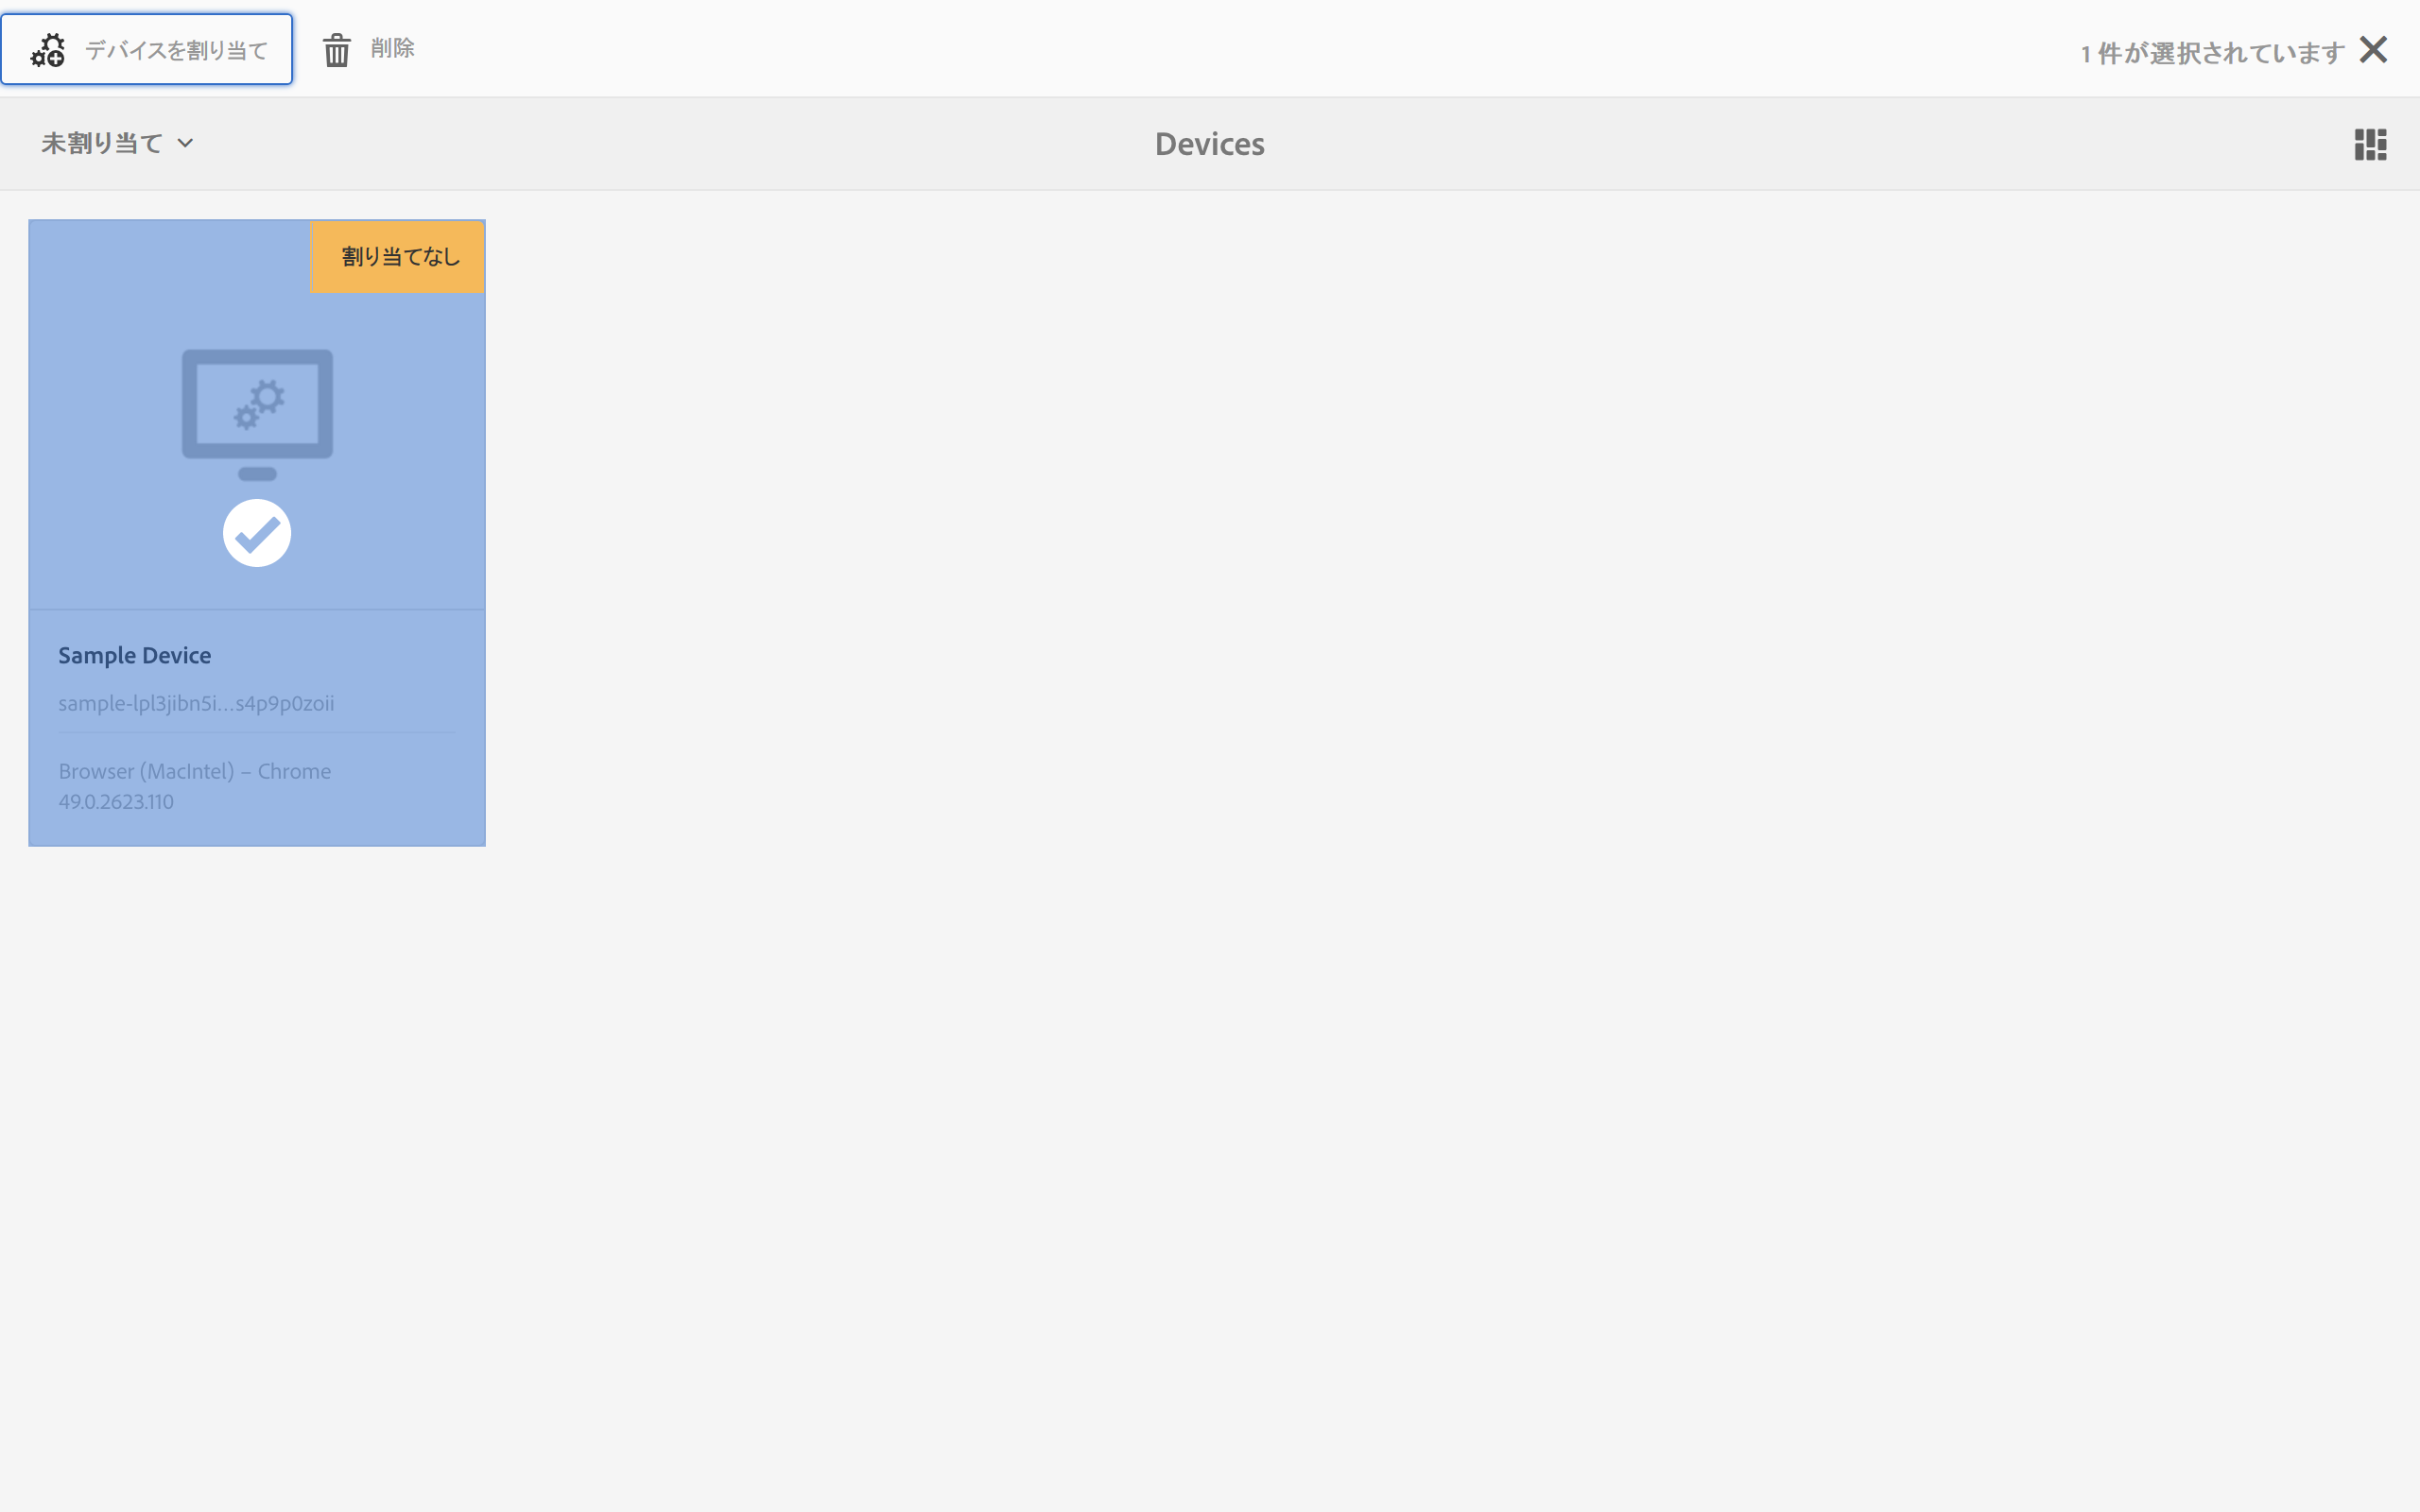 デバイスを割り当て
削除
1 件が選択されています
未割り当て
Devices
割り当てなし
Sample Device
sample-lpl3jibn5i...s4p9p0zoii
Browser (MacIntel) – Chrome
49.0.2623.110